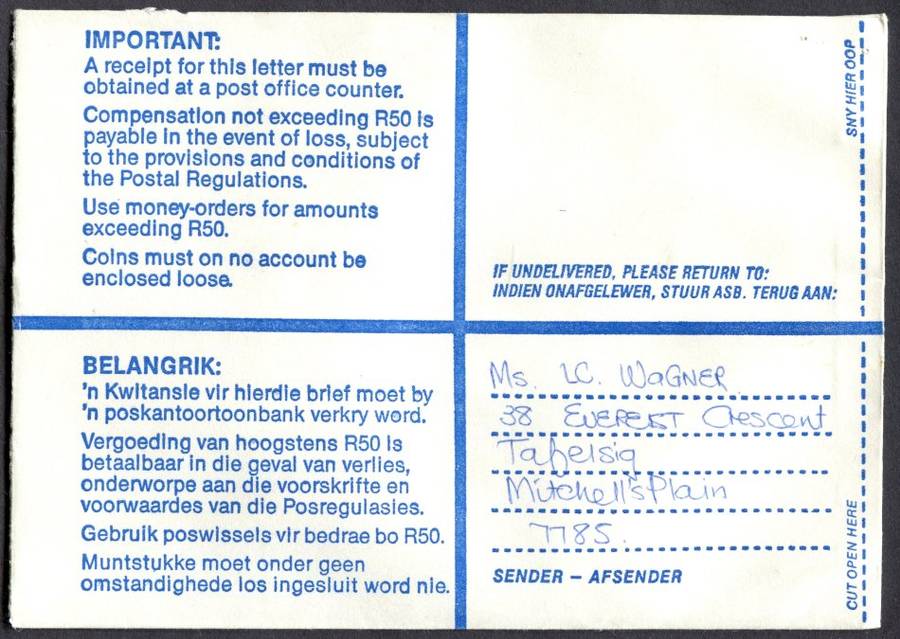 IMPORTANT:
A receipt for this letter must be
obtained at a post office counter.
Compensation not exceeding R50 is
payable in the event of loss, subject
to the provisions and conditions of
the Postal Regulations.
Use money-orders for amounts
exceeding R50.
Coins must on no account be
enclosed loose.
SNY HIER OOP
IF UNDELIVERED, PLEASE RETURN TO:
INDIEN ONAFGELEWER, STUUR ASB. TERUG AAN:
BELANGRIK:
'n Kwitansie vir hierdie brief moet by
'n poskantoortoonbank verkry word.
Vergoeding van hoogstens R50 is
betaalbaar in die geval van verlies,
onderworpe aan die voorskrifte en
voorwaardes van die Posregulasies.
Gebruik poswissels vir bedrae bo R50.
Muntstukke moet onder geen
omstandighede los ingesluit word nie.
Ms. LC. WAGNER
38 EVEREST Crescent
Tafelsig
Mitchell's Plain
7785.
SENDER – AFSENDER
CUT OPEN HERE